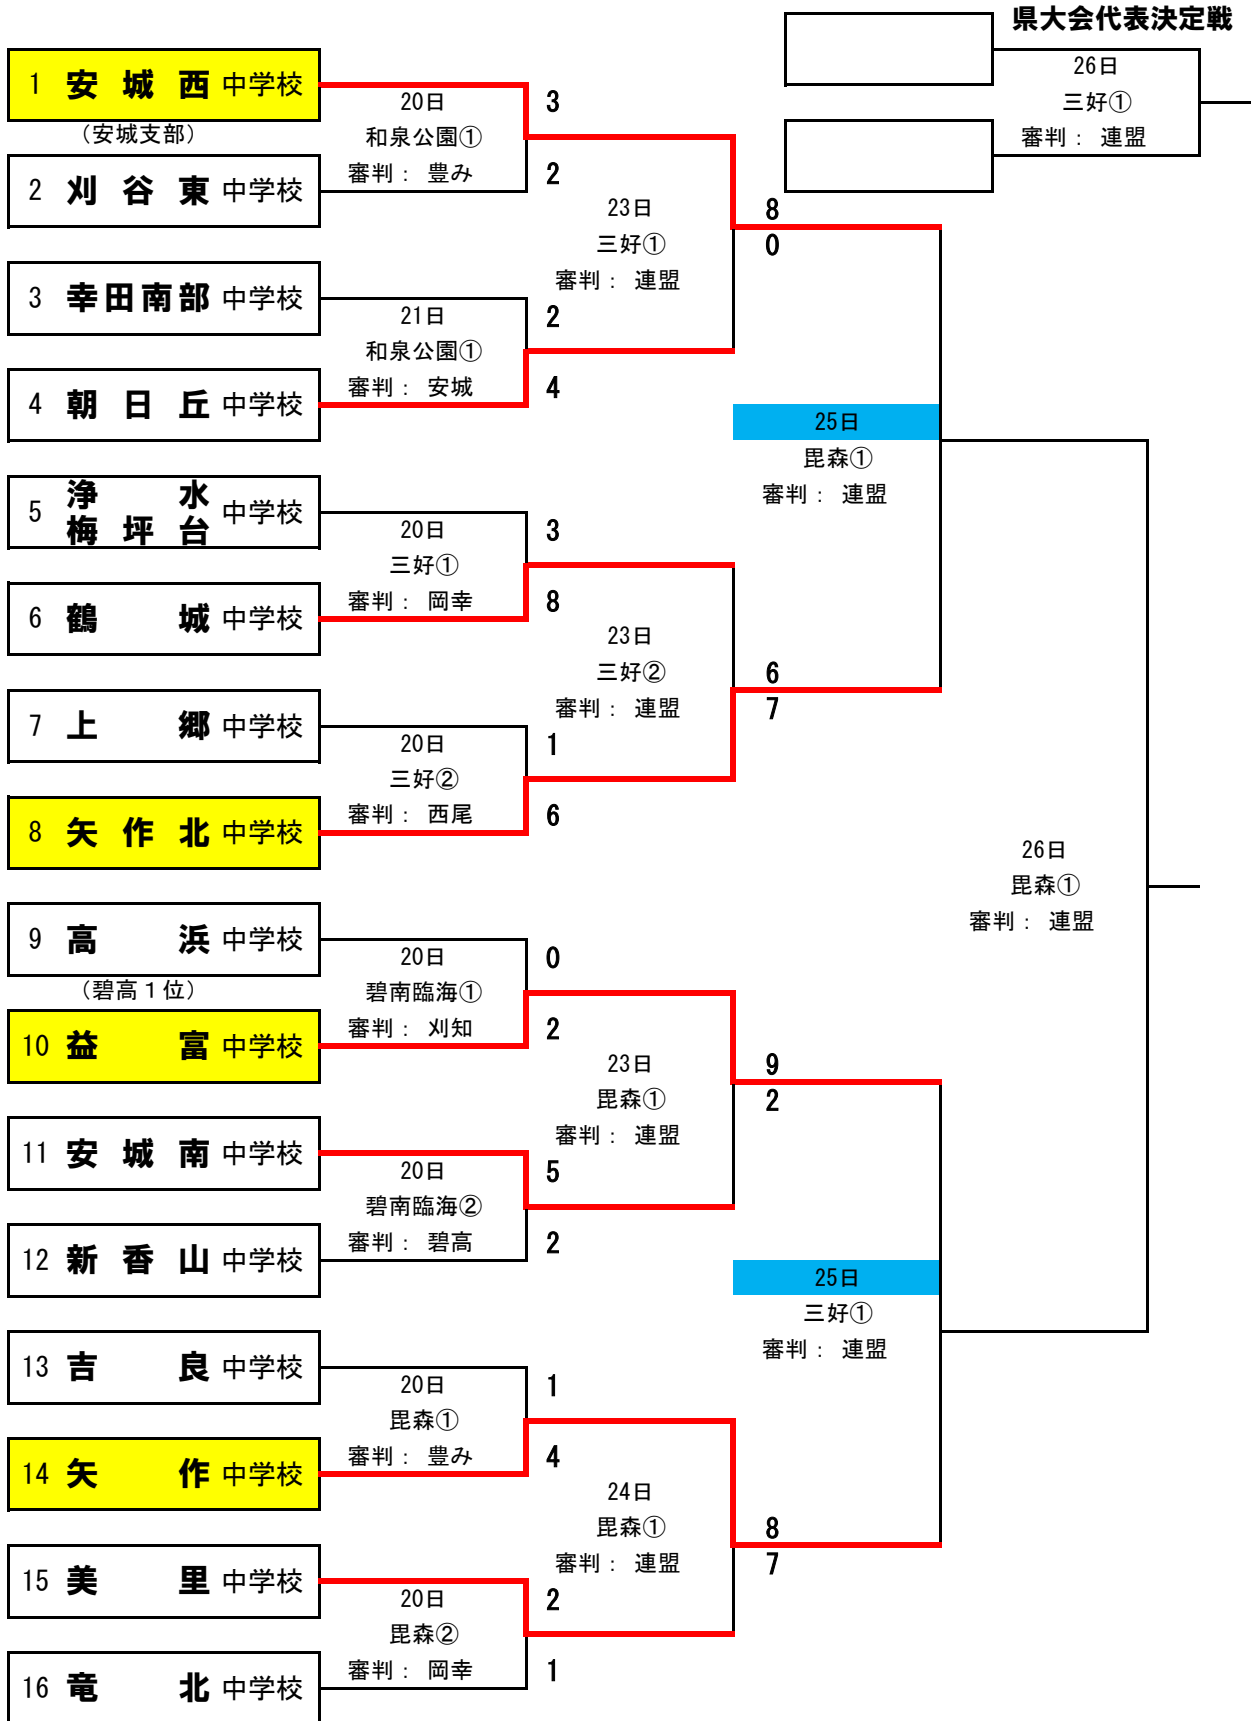 県大会代表決定戦
26日
三好①
審判： 連盟
1 安城西 中学校
（安城支部）
2 刈谷東 中学校
20日
和泉公園①
審判： 豊み
3
2
3 幸田南部 中学校
4 朝日丘 中学校
21日
和泉公園①
審判： 安城
2
4
23日
三好①
審判： 連盟
8
0
5 浄水
梅坪台 中学校
6 鶴城 中学校
20日
三好①
審判： 岡幸
3
8
7 上郷 中学校
8 矢作北 中学校
20日
三好②
審判： 西尾
1
6
23日
三好②
審判： 連盟
6
7
25日
毘森①
審判： 連盟
9 高浜 中学校
（碧高１位）
10 益富 中学校
20日
碧南臨海①
審判： 刈知
0
2
11 安城南 中学校
12 新香山 中学校
20日
碧南臨海②
審判： 碧高
5
2
23日
毘森①
審判： 連盟
9
2
13 吉良 中学校
14 矢作 中学校
20日
毘森①
審判： 豊み
1
4
15 美里 中学校
16 竜北 中学校
20日
毘森②
審判： 岡幸
2
1
24日
毘森①
審判： 連盟
8
7
25日
三好①
審判： 連盟
26日
毘森①
審判： 連盟